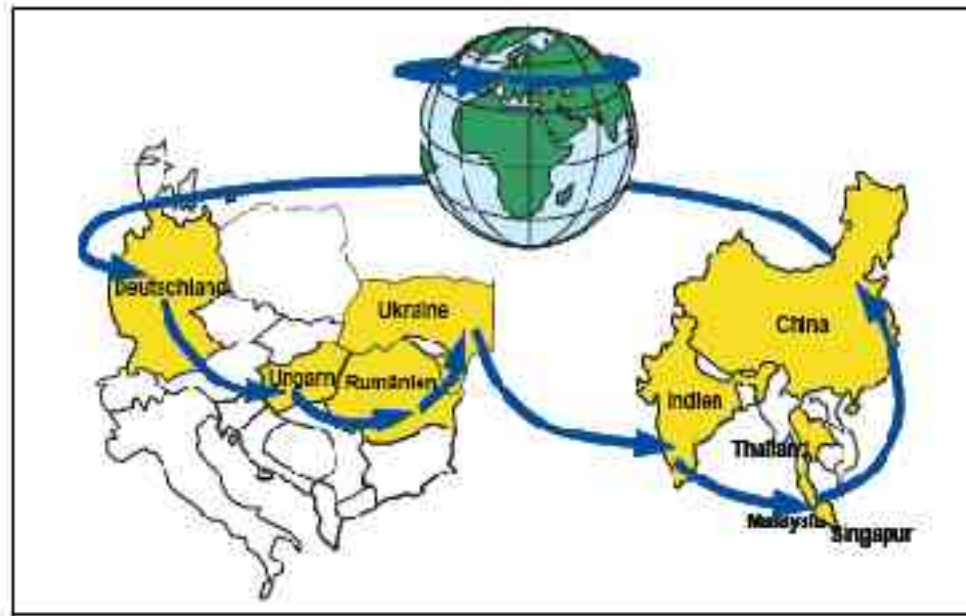 Deutschland
Ukraine
Ungarn
Rumänien
China
Indien
Thailand
Malaysia
Singapur